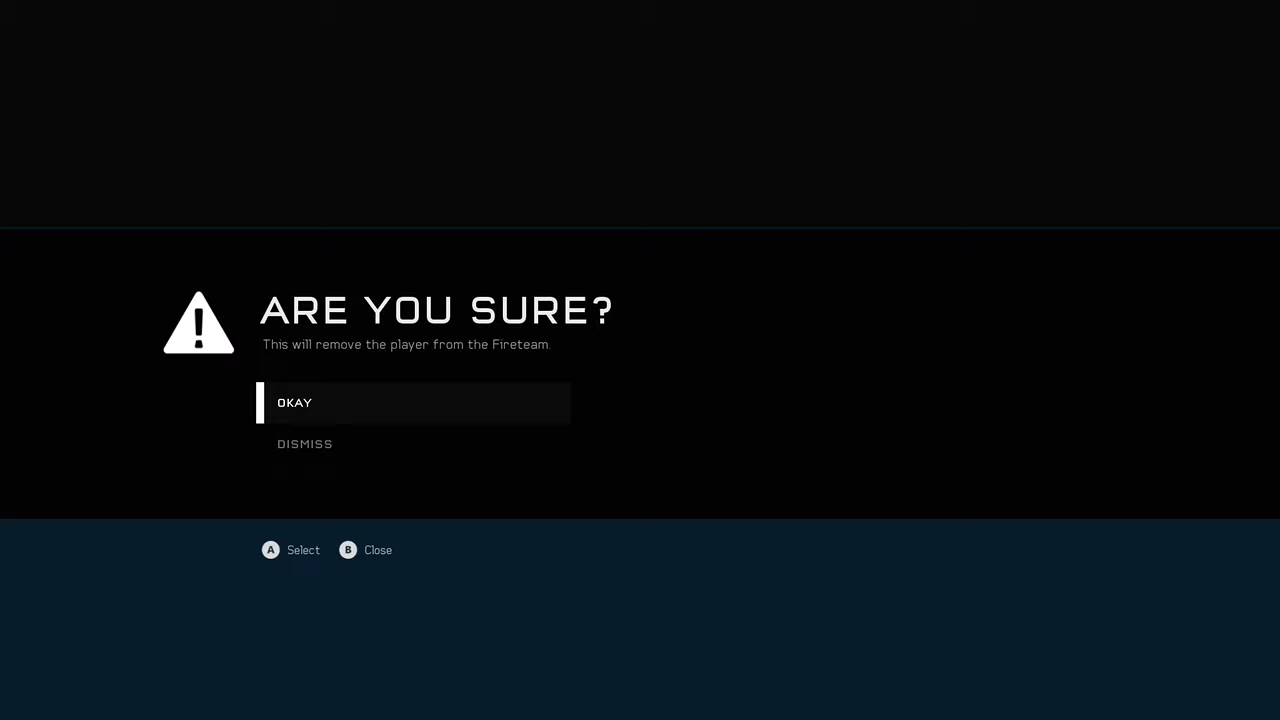 ARE YOU SURE?
This will remove the player from the Fireteam.
OKAY
DISMISS
A Select B Close